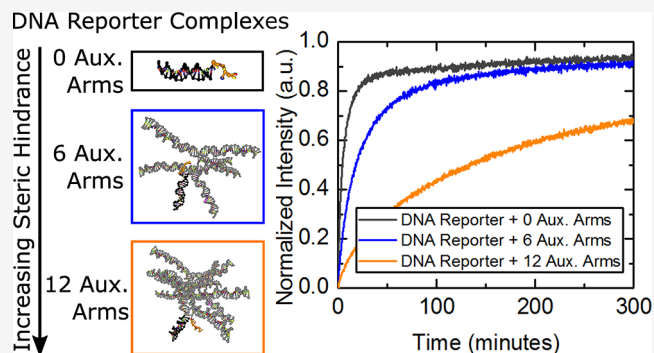 DNA Reporter Complexes
Increasing Steric Hindrance
0 Aux.
Arms
6 Aux.
Arms
12 Aux.
Arms
Normalized Intensity (a.u.)
1.0
0.8
0.6
0.4
0.2
0.0
DNA Reporter + 0 Aux. Arms
DNA Reporter + 6 Aux. Arms
DNA Reporter + 12 Aux. Arms
0
100
200
300
Time (minutes)